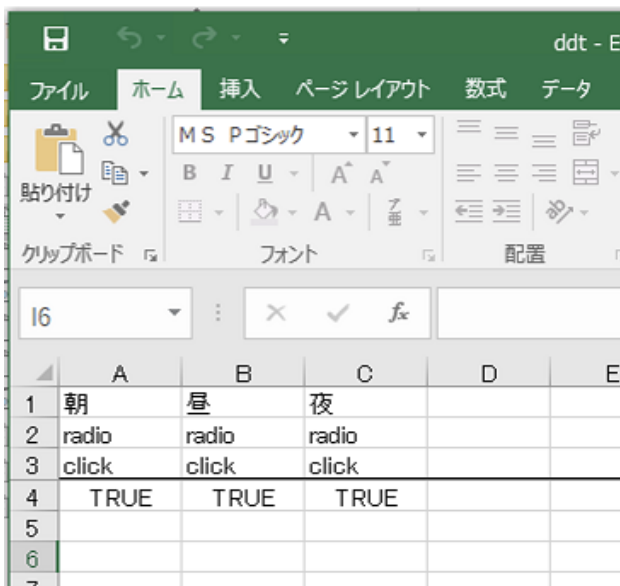 ddt - E
ファイル ホーム 挿入 ページ レイアウト 数式 データ
ＭＳ Ｐゴシック 11
B I U A A
貼り付け A ア亜
クリップボード フォント 配置
I6 fx
A B C D E
1 朝 昼 夜
2 radio radio radio
3 click click click
4 TRUE TRUE TRUE
5
6
7